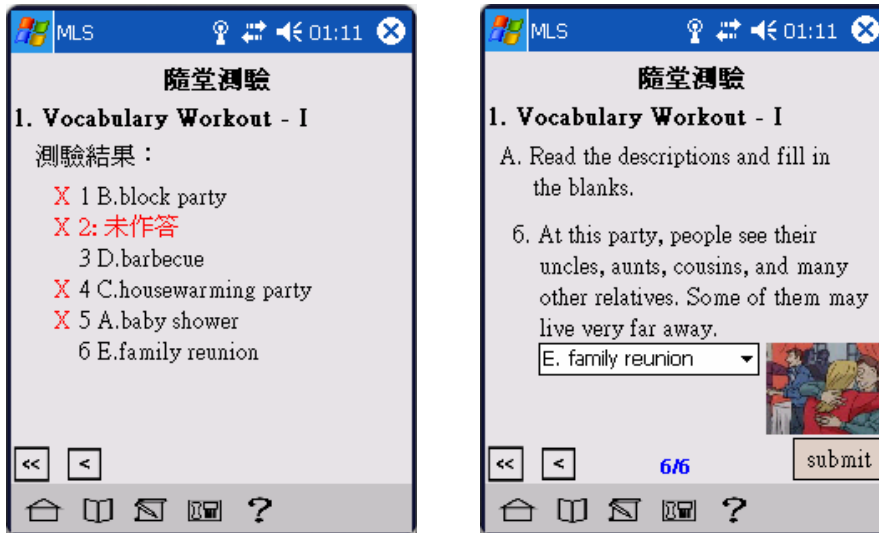 MLS 01:11
隨堂測驗
1. Vocabulary Workout - I
測驗結果：
X 1 B.block party
X 2: 未作答
3 D.barbecue
X 4 C.housewarming party
X 5 A.baby shower
6 E.family reunion
<< <
?
MLS 01:11
隨堂測驗
1. Vocabulary Workout - I
A. Read the descriptions and fill in
the blanks.
6. At this party, people see their
uncles, aunts, cousins, and many
other relatives. Some of them may
live very far away.
E. family reunion
<< < 6/6 submit
?